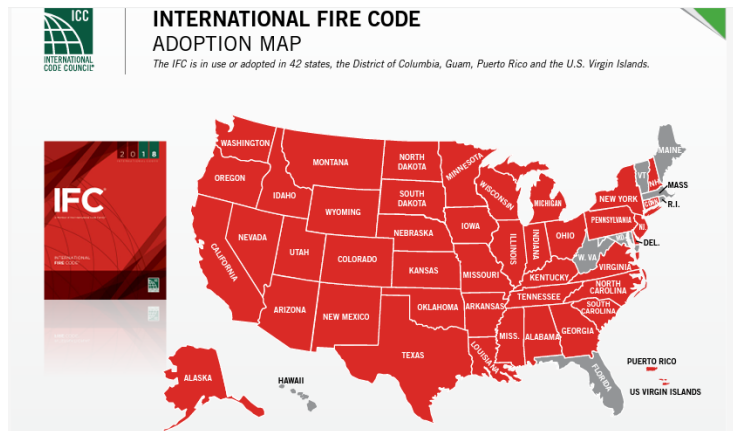 ICC
INTERNATIONAL
CODE COUNCIL®
INTERNATIONAL FIRE CODE
ADOPTION MAP
The IFC is in use or adopted in 42 states, the District of Columbia, Guam, Puerto Rico and the U.S. Virgin Islands.
2018
IFC
INTERNATIONAL
FIRE CODE
WASHINGTON
OREGON
IDAHO
MONTANA
WYOMING
NORTH
DAKOTA
SOUTH
DAKOTA
MINNESOTA
WISCONSIN
MICHIGAN
NEBRASKA
IOWA
NEVADA
UTAH
COLORADO
KANSAS
MISSOURI
ILLINOIS
INDIANA
OHIO
KENTUCKY
CALIFORNIA
ARIZONA
NEW MEXICO
OKLAHOMA
ARKANSAS
TENNESSEE
TEXAS
LOUISIANA
MISS.
ALABAMA
GEORGIA
FLORIDA
SOUTH
CAROLINA
NORTH
CAROLINA
VIRGINIA
W. VA
PENNSYLVANIA
NEW YORK
VT
NH
MAINE
MASS
R.I.
CONN
NJ
DEL.
MD
ALASKA
HAWAII
PUERTO RICO
US VIRGIN ISLANDS